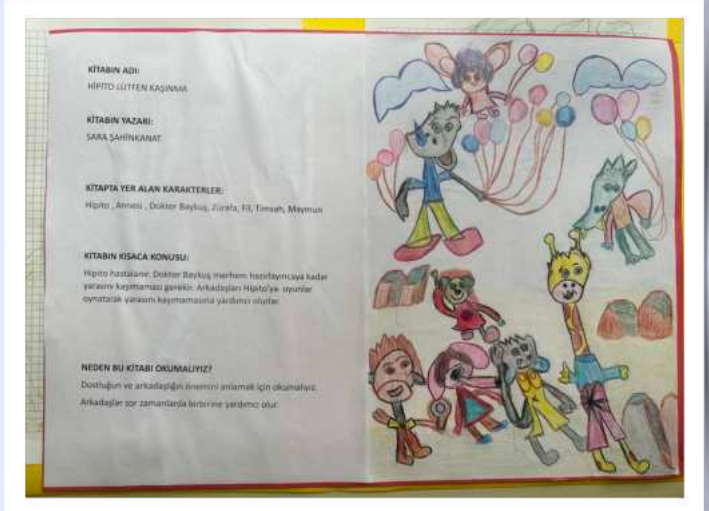 KİTABIN ADI:
HİPİTO LÜTFEN KAŞINMA
KİTABIN YAZARI:
SARA ŞAHİNKANAT
KİTAPTA YER ALAN KARAKTERLER:
Hipito , Annesi , Doktor Baykuş, Zürafa, Fil, Timsah, Maymun
KİTABIN KISACA KONUSU:
Hipito hastalanır. Doktor Baykuş merhem hazırlayıncaya kadar
yarasını kaşımaması gerekir. Arkadaşları Hipito'ya oyunlar
oynatarak yarasını kaşımamasına yardımcı olurlar.
NEDEN BU KİTABI OKUMALIYIZ?
Dostluğun ve arkadaşlığın önemini anlamak için okumalıyız.
Arkadaşlar zor zamanlarda birbirine yardımcı olur.